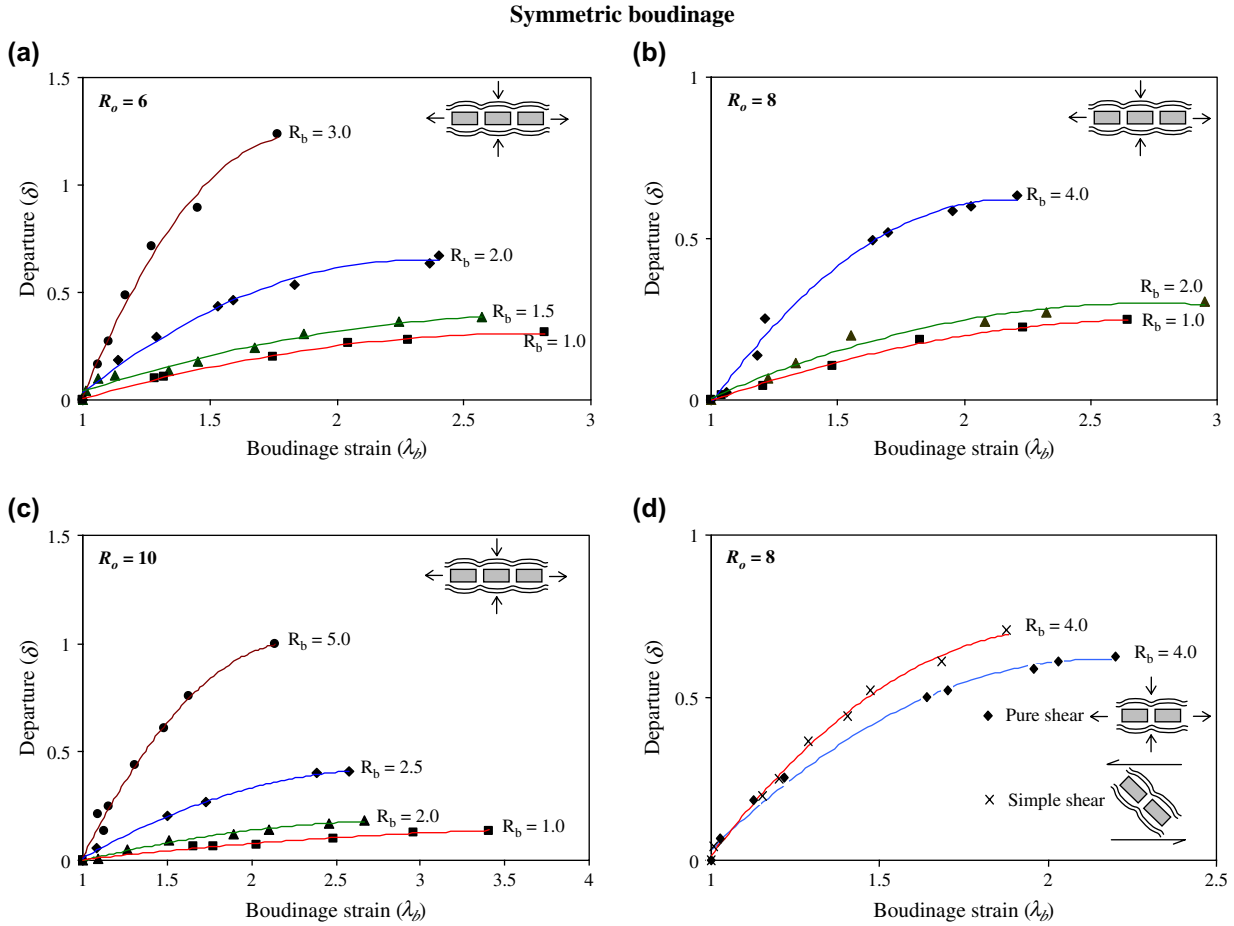 Symmetric boudinage
(a)
R_o = 6
1.5
1
0.5
0
1
1.5
2
2.5
3
Departure (δ)
Boudinage strain (λ_b)
R_b = 3.0
R_b = 2.0
R_b = 1.5
R_b = 1.0
(b)
R_o = 8
1
0.5
0
1
1.5
2
2.5
3
Departure (δ)
Boudinage strain (λ_b)
R_b = 4.0
R_b = 2.0
R_b = 1.0
(c)
R_o = 10
1.5
1
0.5
0
1
1.5
2
2.5
3
3.5
4
Departure (δ)
Boudinage strain (λ_b)
R_b = 5.0
R_b = 2.5
R_b = 2.0
R_b = 1.0
(d)
R_o = 8
1
0.5
0
1
1.5
2
2.5
Departure (δ)
Boudinage strain (λ_b)
R_b = 4.0
R_b = 4.0
Pure shear
Simple shear